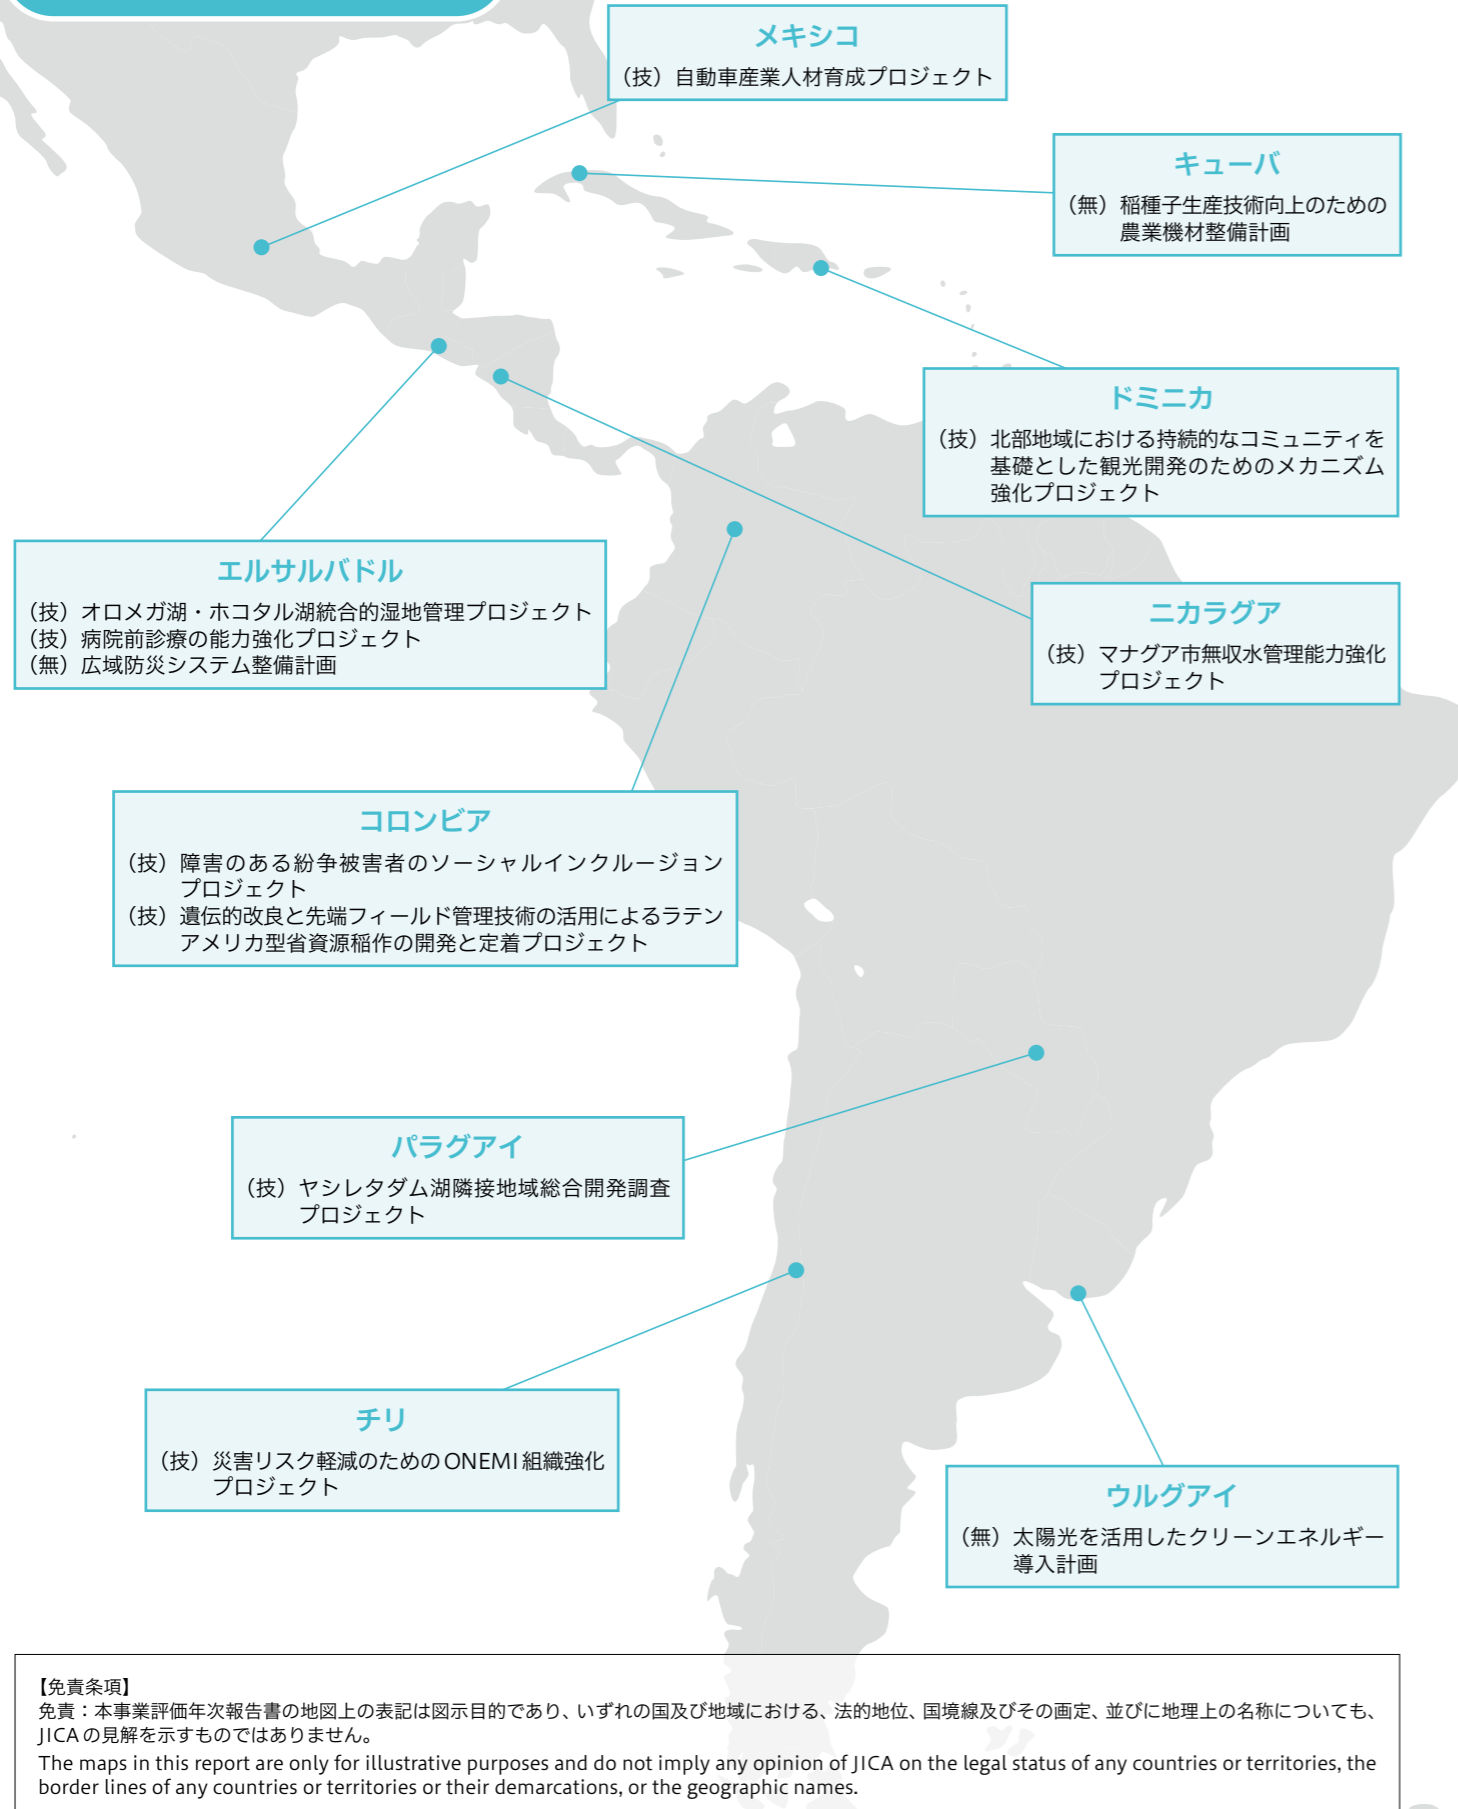 メキシコ
（技）自動車産業人材育成プロジェクト
キューバ
（無）稲種子生産技術向上のための
農業機材整備計画
ドミニカ
（技）北部地域における持続的なコミュニティを
基礎とした観光開発のためのメカニズム
強化プロジェクト
エルサルバドル
（技）オロメガ湖・ホコタル湖統合的湿地管理プロジェクト
（技）病院前診療の能力強化プロジェクト
（無）広域防災システム整備計画
ニカラグア
（技）マナグア市無収水管理能力強化
プロジェクト
コロンビア
（技）障害のある紛争被害者のソーシャルインクルージョン
プロジェクト
（技）遺伝的改良と先端フィールド管理技術の活用によるラテン
アメリカ型省資源稲作の開発と定着プロジェクト
パラグアイ
（技）ヤシレタダム湖隣接地域総合開発調査
プロジェクト
チリ
（技）災害リスク軽減のためのONEMI組織強化
プロジェクト
ウルグアイ
（無）太陽光を活用したクリーンエネルギー
導入計画
【免責条項】
免責：本事業評価年次報告書の地図上の表記は図示目的であり、いずれの国及び地域における、法的地位、国境線及びその画定、並びに地理上の名称についても、
JICAの見解を示すものではありません。
The maps in this report are only for illustrative purposes and do not imply any opinion of JICA on the legal status of any countries or territories, the
border lines of any countries or territories or their demarcations, or the geographic names.